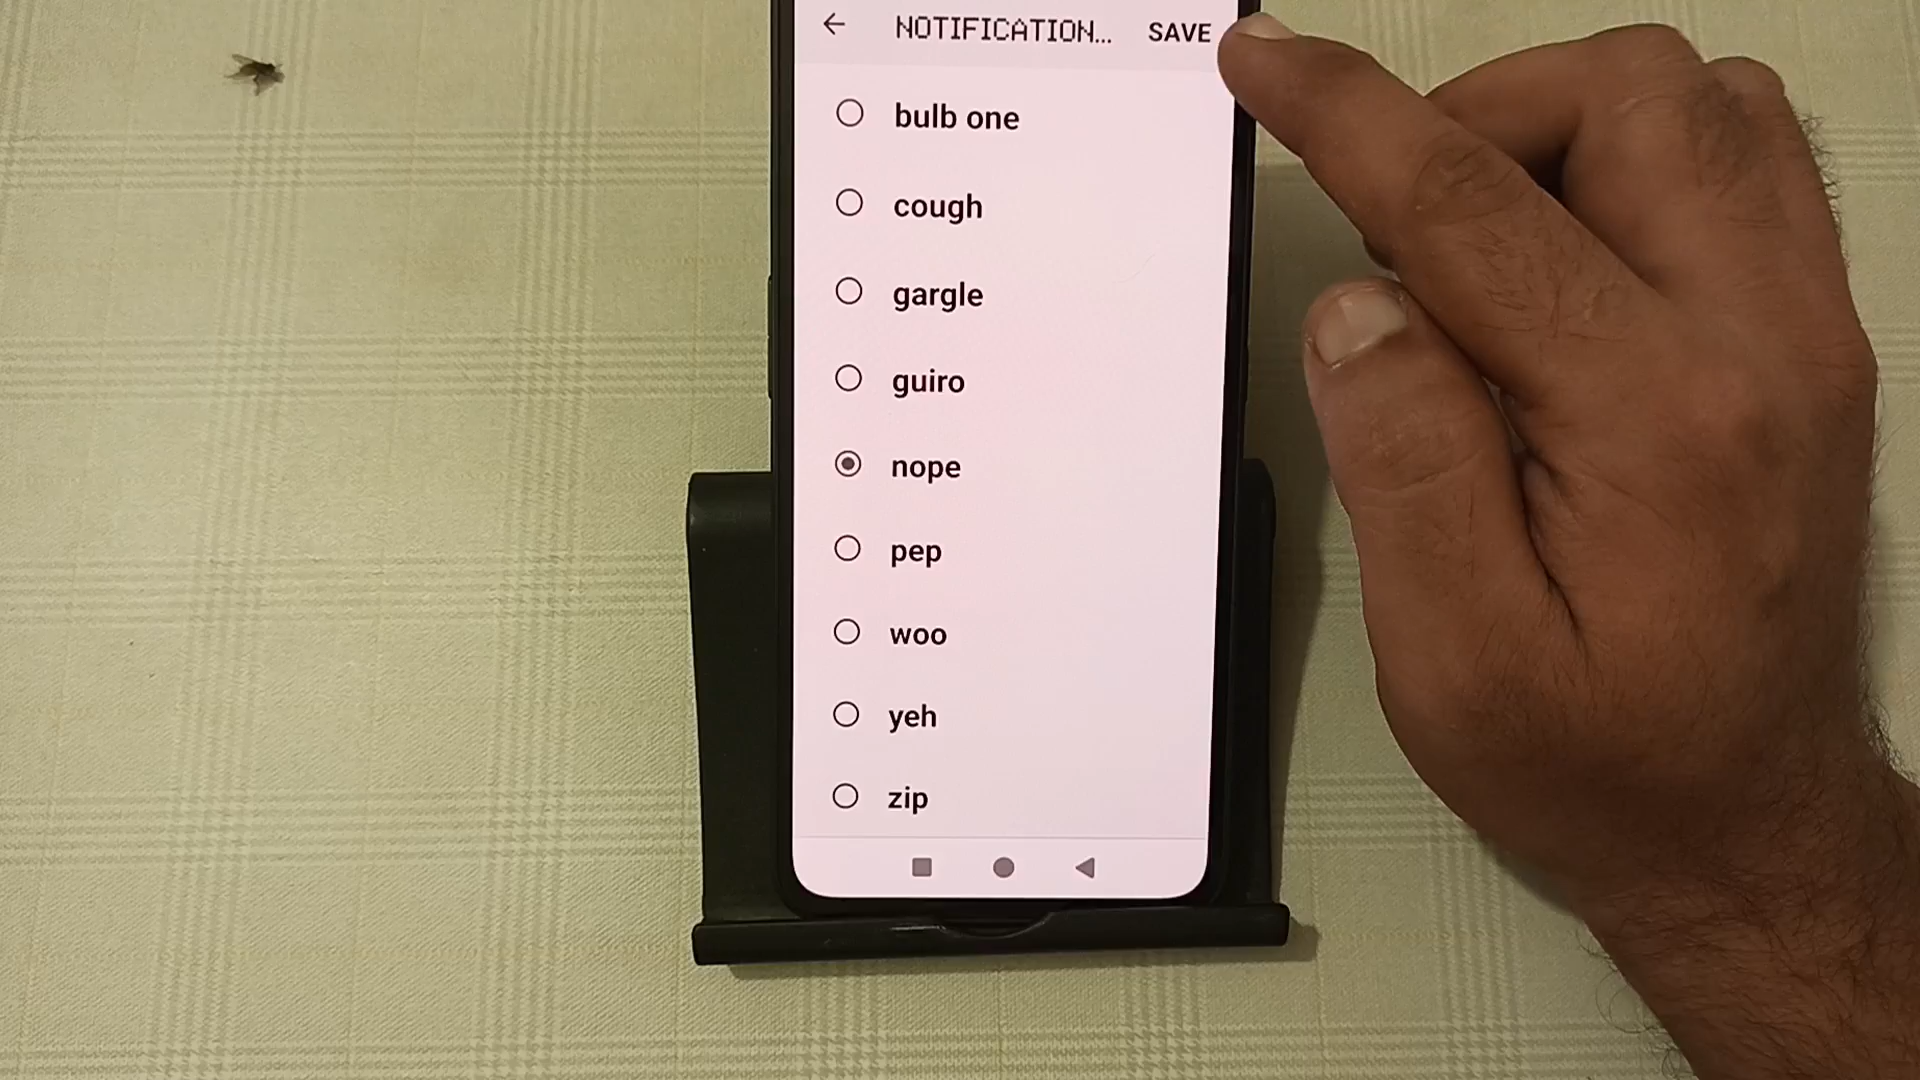 NOTIFICATION... SAVE
bulb one
cough
gargle
guiro
nope
pep
woo
yeh
zip